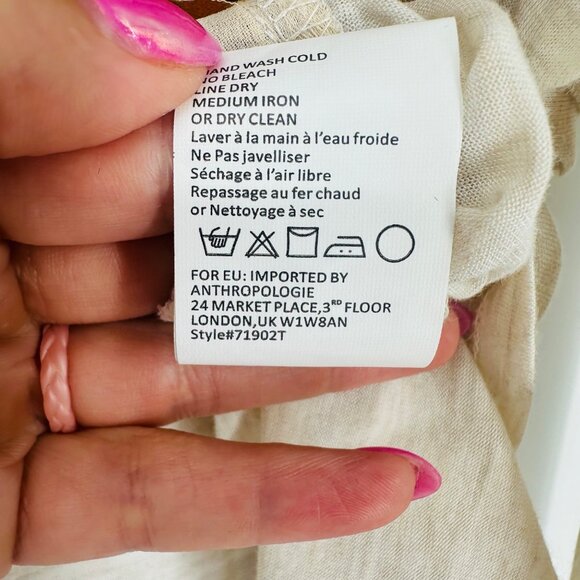 HAND WASH COLD
NO BLEACH
LINE DRY
MEDIUM IRON
OR DRY CLEAN
Laver à la main à l'eau froide
Ne Pas javelliser
Séchage à l'air libre
Repassage au fer chaud
or Nettoyage à sec
FOR EU: IMPORTED BY
ANTHROPOLOGIE
24 MARKET PLACE,3RD FLOOR
LONDON,UK W1W8AN
Style#71902T